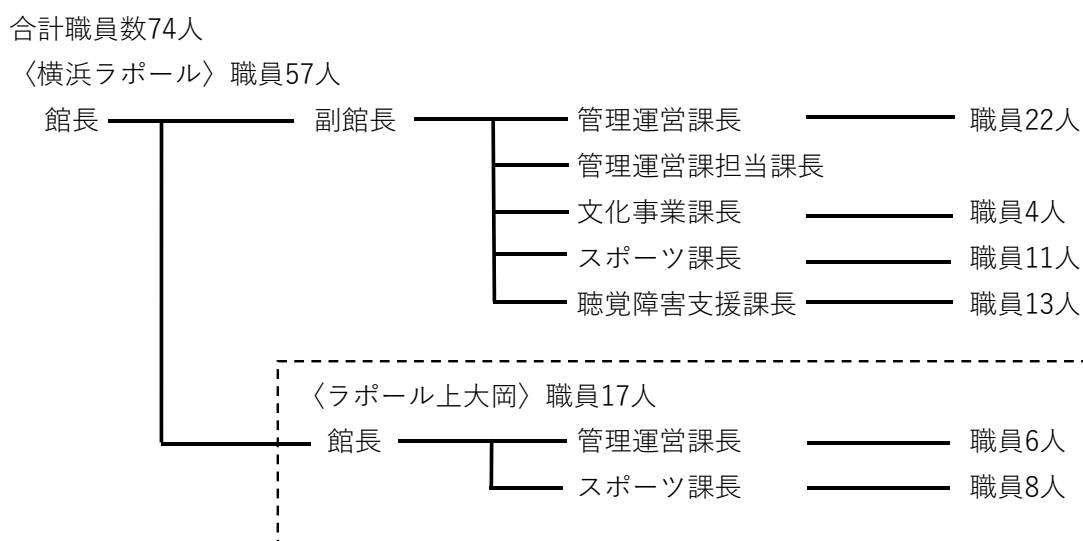 合計職員数74人
〈横浜ラポール〉職員57人
館長 副館長 管理運営課長 職員22人
管理運営課担当課長
文化事業課長 職員4人
スポーツ課長 職員11人
聴覚障害支援課長 職員13人
〈ラポール上大岡〉職員17人
館長 管理運営課長 職員6人
スポーツ課長 職員8人